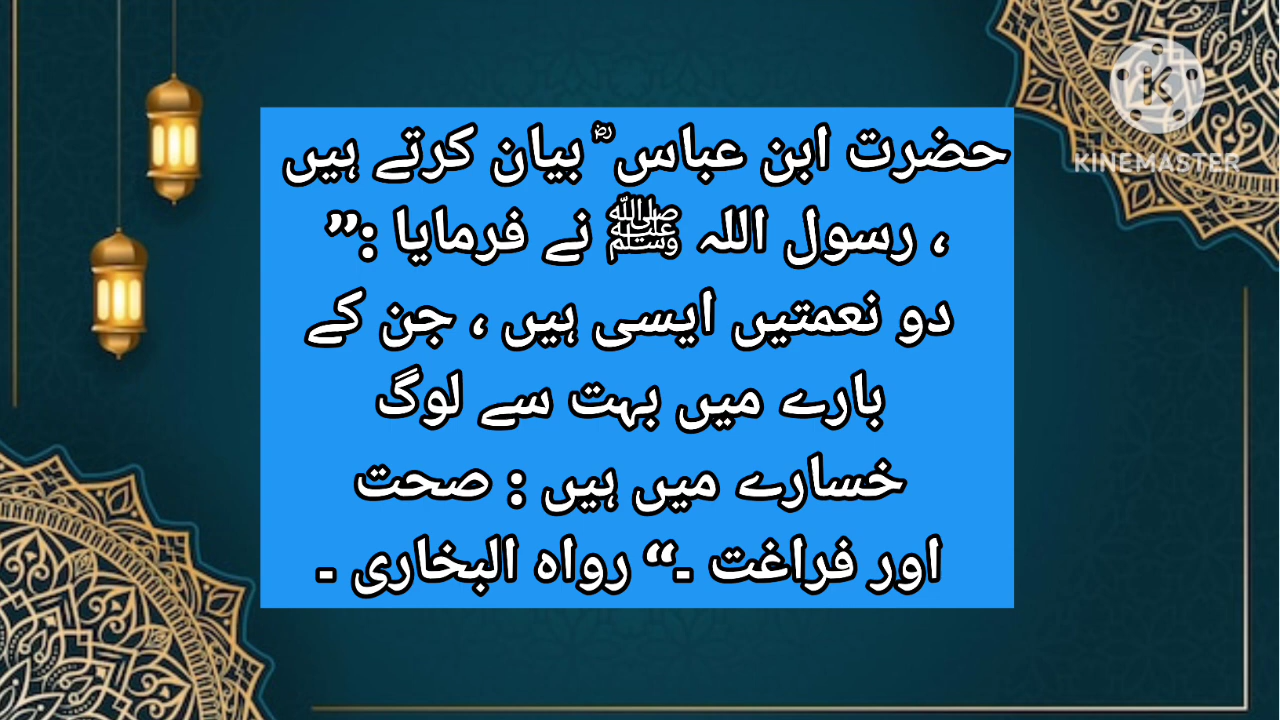 حضرت ابن عباس ؓ بیان کرتے ہیں
، رسول اللہ ﷺ نے فرمایا :’’
دو نعمتیں ایسی ہیں ، جن کے
بارے میں بہت سے لوگ
خسارے میں ہیں : صحت
اور فراغت ۔‘‘ رواہ البخاری ۔
KINEMASTER